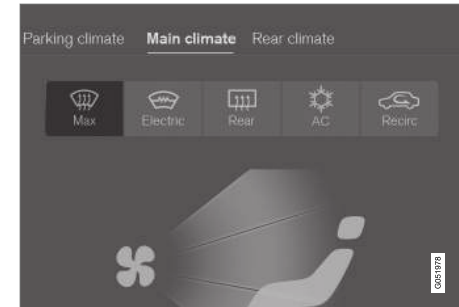 Parking climate Main climate Rear climate
Max Electric Rear AC Recirc
G051978